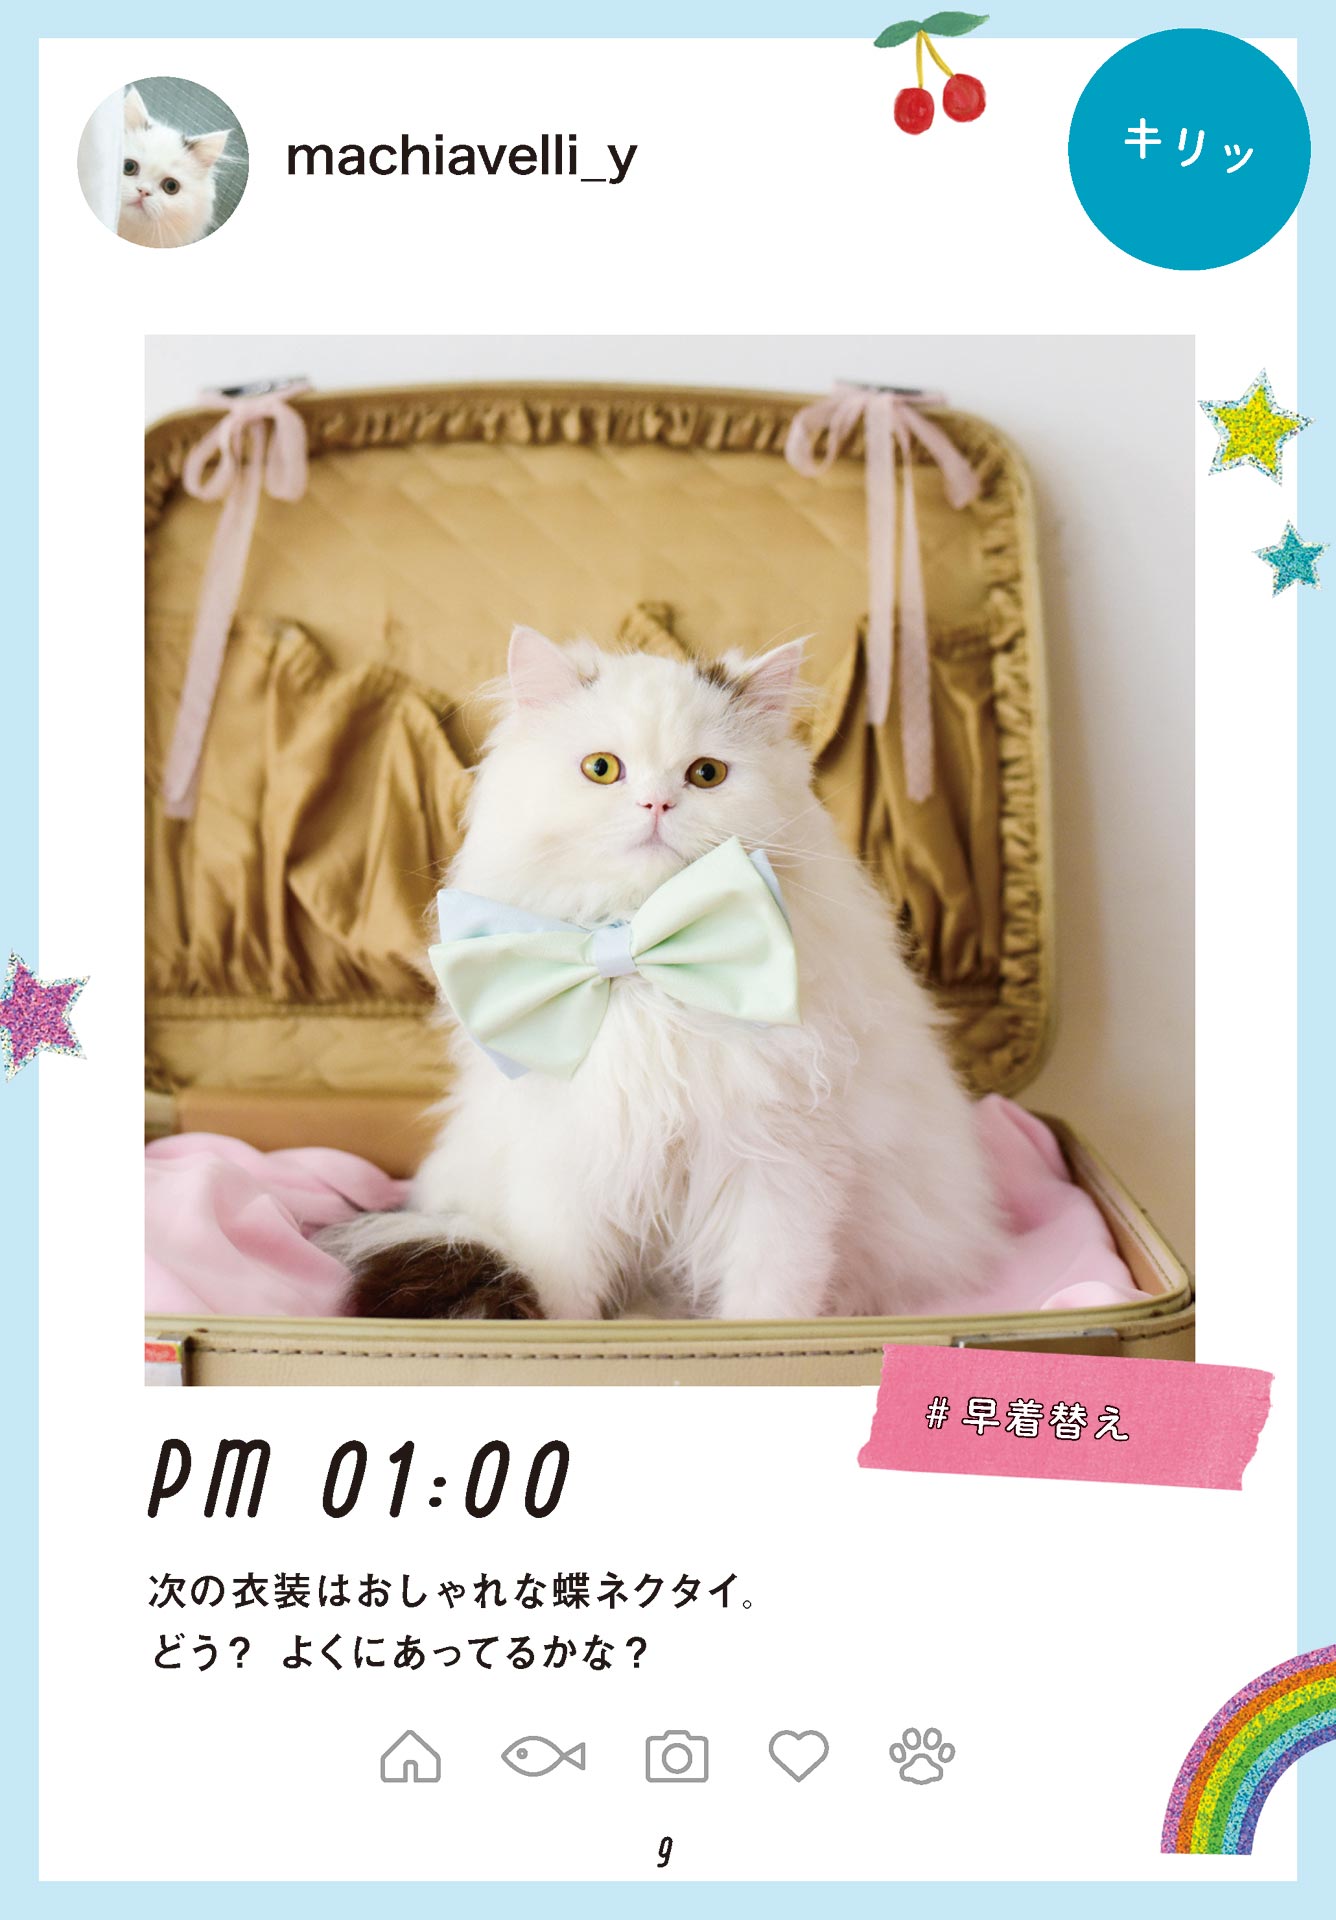 machiavelli_y
キリッ
#早着替え
PM 01:00
次の衣装はおしゃれな蝶ネクタイ。
どう? よくにあってるかな?
9